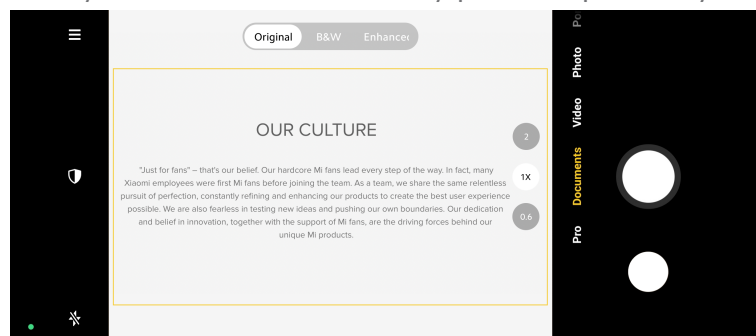 Original B&W Enhanced
OUR CULTURE
"Just for fans" – that's our belief. Our hardcore Mi fans lead every step of the way. In fact, many
Xiaomi employees were first Mi fans before joining the team. As a team, we share the same relentless
pursuit of perfection, constantly refining and enhancing our products to create the best user experience
possible. We are also fearless in testing new ideas and pushing our own boundaries. Our dedication
and belief in innovation, together with the support of Mi fans, are the driving forces behind our
unique Mi products.
2
1X
0.6
Po
Photo
Video
Documents
Pro